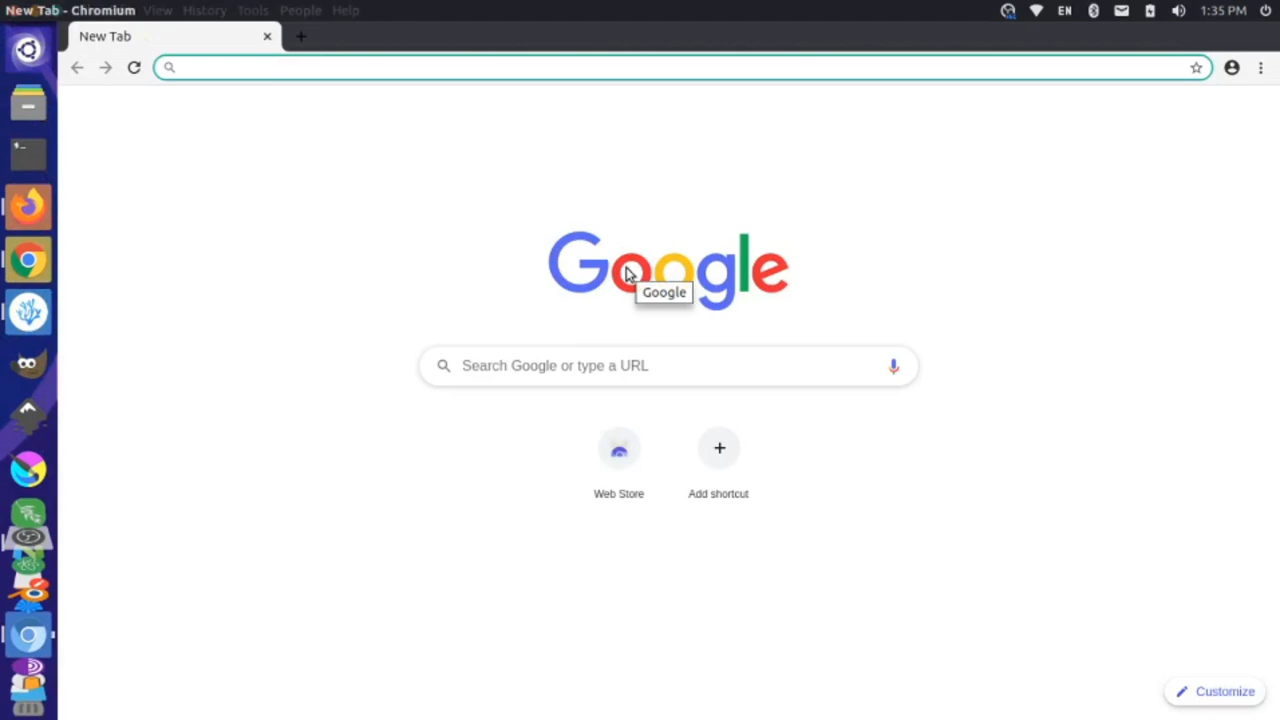 New Tab - Chromium View History Tools People Help
EN 1:35 PM
New Tab
Google
Google
Search Google or type a URL
Web Store
Add shortcut
Customize